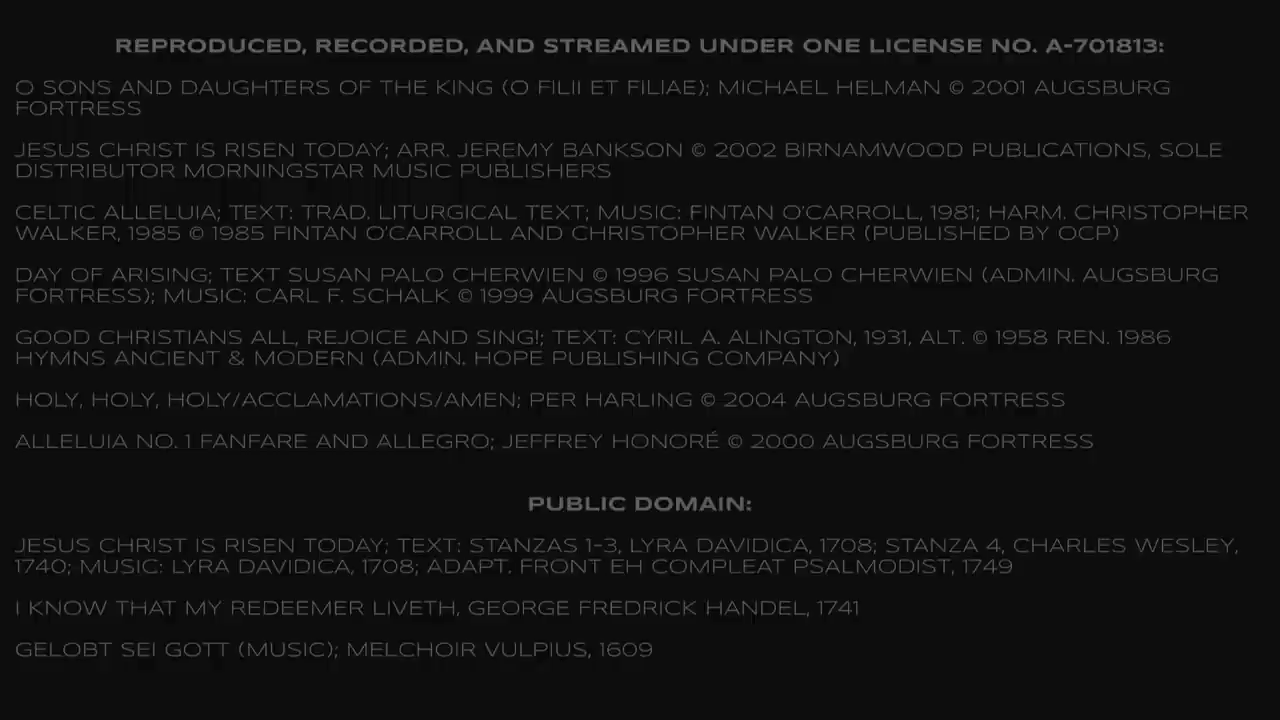 REPRODUCED, RECORDED, AND STREAMED UNDER ONE LICENSE NO. A-701813:
O SONS AND DAUGHTERS OF THE KING (O FILII ET FILIAE); MICHAEL HELMAN © 2001 AUGSBURG
FORTRESS
JESUS CHRIST IS RISEN TODAY; ARR. JEREMY BANKSON © 2002 BIRNAMWOOD PUBLICATIONS, SOLE
DISTRIBUTOR MORNINGSTAR MUSIC PUBLISHERS
CELTIC ALLELUIA; TEXT: TRAD. LITURGICAL TEXT; MUSIC: FINTAN O'CARROLL, 1981; HARM. CHRISTOPHER
WALKER, 1985 © 1985 FINTAN O'CARROLL AND CHRISTOPHER WALKER (PUBLISHED BY OCP)
DAY OF ARISING; TEXT SUSAN PALO CHERWIEN © 1996 SUSAN PALO CHERWIEN (ADMIN. AUGSBURG
FORTRESS); MUSIC: CARL F. SCHALK © 1999 AUGSBURG FORTRESS
GOOD CHRISTIANS ALL, REJOICE AND SING!; TEXT: CYRIL A. ALINGTON, 1931, ALT. © 1958 REN. 1986
HYMNS ANCIENT & MODERN (ADMIN. HOPE PUBLISHING COMPANY)
HOLY, HOLY, HOLY/ACCLAMATIONS/AMEN; PER HARLING © 2004 AUGSBURG FORTRESS
ALLELUIA NO. 1 FANFARE AND ALLEGRO; JEFFREY HONORÉ © 2000 AUGSBURG FORTRESS
PUBLIC DOMAIN:
JESUS CHRIST IS RISEN TODAY; TEXT: STANZAS 1-3, LYRA DAVIDICA, 1708; STANZA 4, CHARLES WESLEY,
1740; MUSIC: LYRA DAVIDICA, 1708; ADAPT. FRONT EH COMPLEAT PSALMODIST, 1749
I KNOW THAT MY REDEEMER LIVETH, GEORGE FREDRICK HANDEL, 1741
GELOBT SEI GOTT (MUSIC); MELCHOIR VULPIUS, 1609